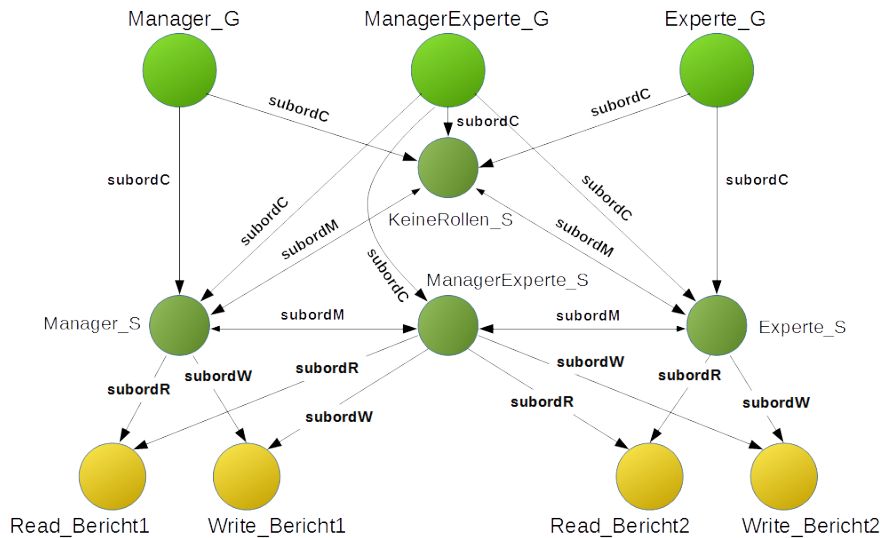 Manager_G
ManagerExperte_G
Experte_G
subordC
subordC
subordC
subordC
subordC
subordC
subordC
KeineRollen_S
subordM
subordM
subordC
ManagerExperte_S
Manager_S
subordM
subordM
Experte_S
subordR
subordW
subordR
subordW
subordR
subordW
subordR
subordW
Read_Bericht1
Write_Bericht1
Read_Bericht2
Write_Bericht2